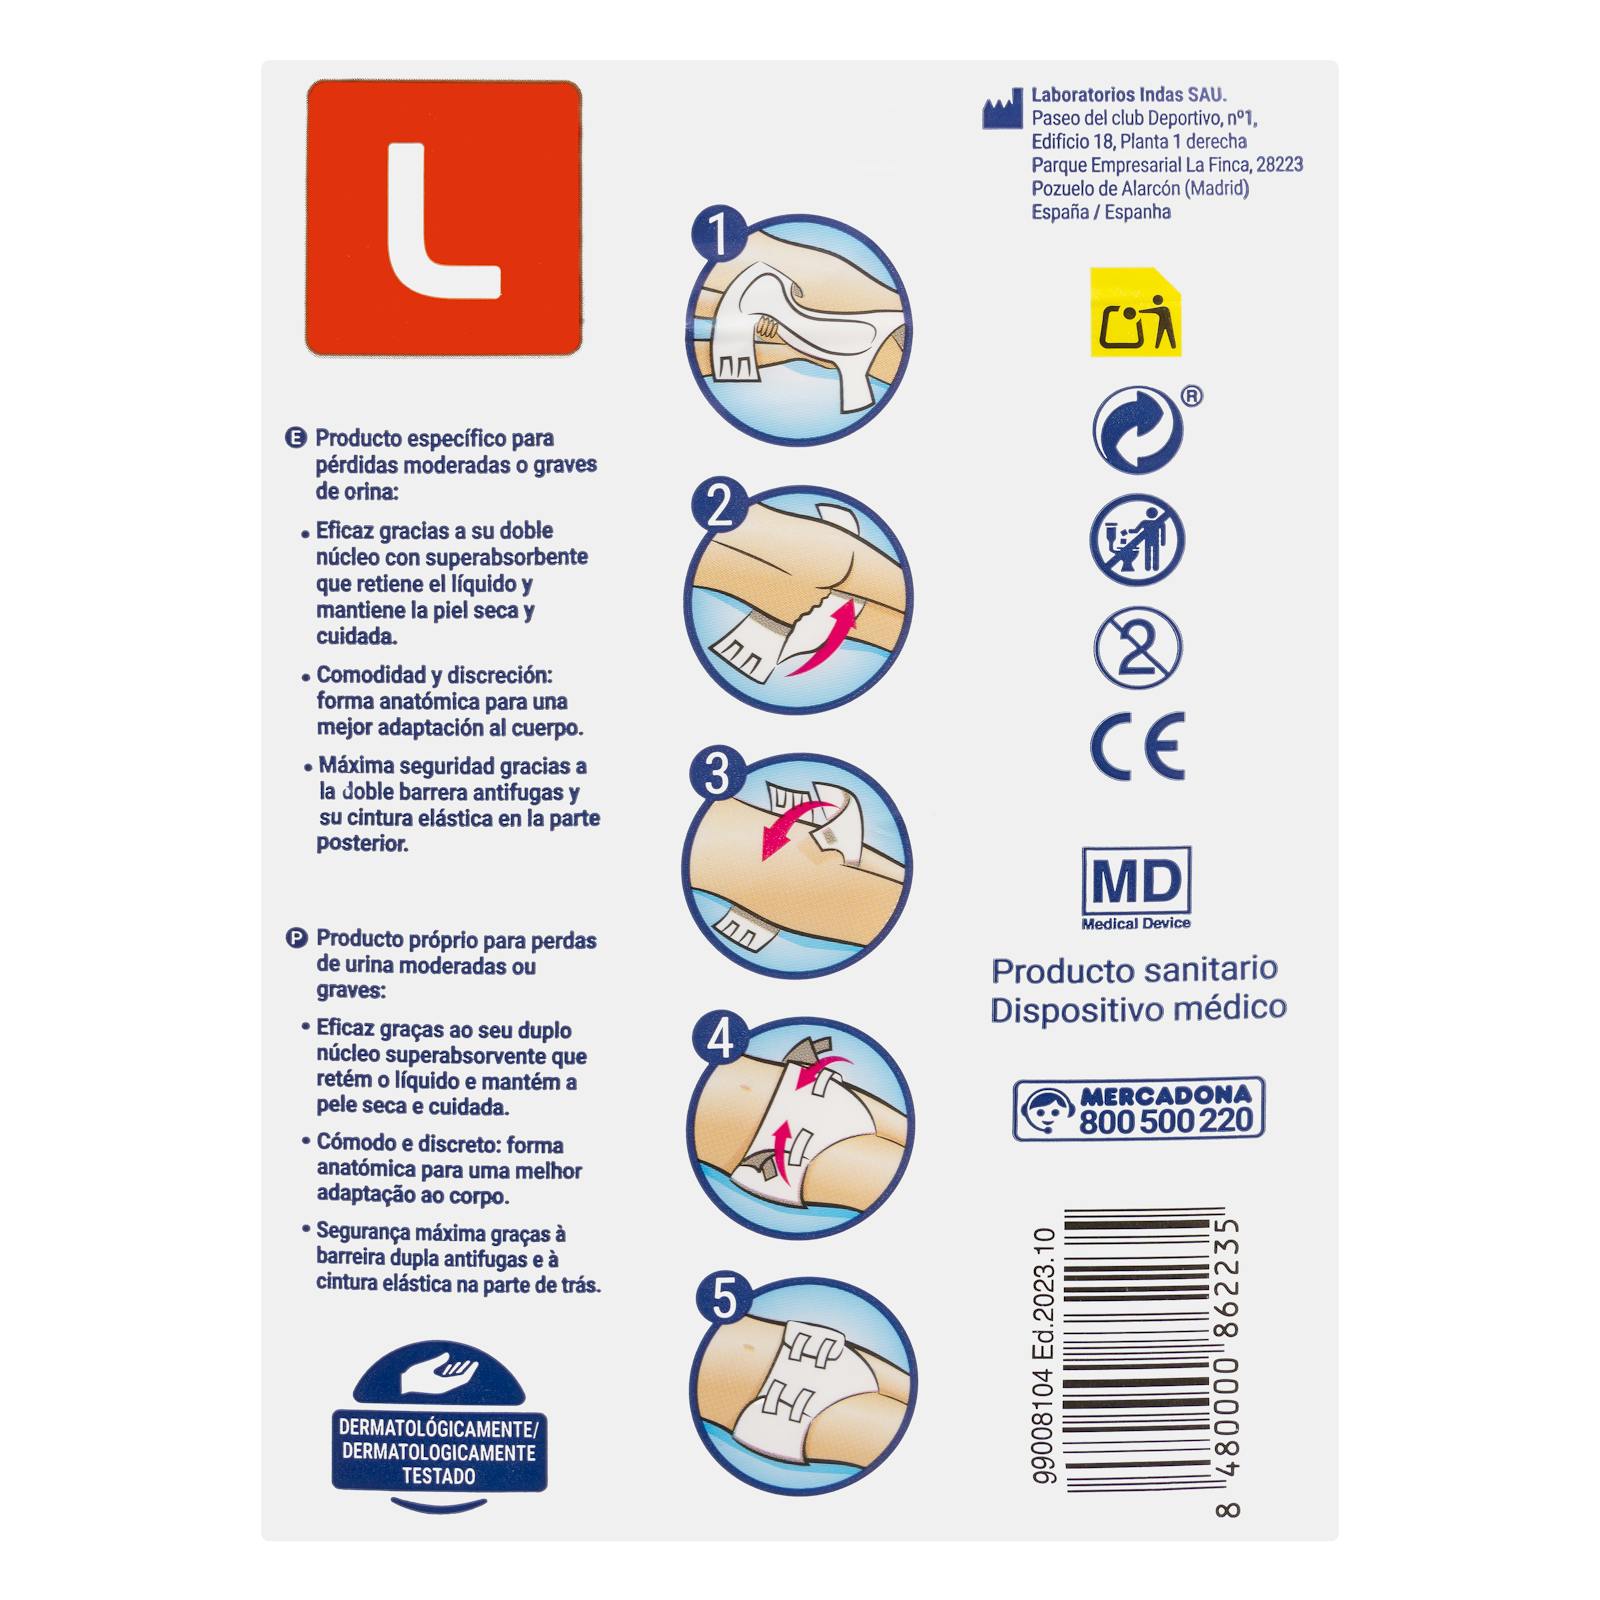 L
E Producto específico para
pérdidas moderadas o graves
de orina:
• Eficaz gracias a su doble
núcleo con superabsorbente
que retiene el líquido y
mantiene la piel seca y
cuidada.
• Comodidad y discreción:
forma anatómica para una
mejor adaptación al cuerpo.
• Máxima seguridad gracias a
la doble barrera antifugas y
su cintura elástica en la parte
posterior.
P Producto próprio para perdas
de urina moderadas ou
graves:
• Eficaz graças ao seu duplo
núcleo superabsorvente que
retém o líquido e mantém a
pele seca e cuidada.
• Cómodo e discreto: forma
anatómica para uma melhor
adaptação ao corpo.
• Segurança máxima graças à
barreira dupla antifugas e à
cintura elástica na parte de trás.
DERMATOLÓGICAMENTE/
DERMATOLOGICAMENTE
TESTADO
1
2
3
4
5
Laboratorios Indas SAU.
Paseo del club Deportivo, nº1,
Edificio 18, Planta 1 derecha
Parque Empresarial La Finca, 28223
Pozuelo de Alarcón (Madrid)
España / Espanha
®
2
CE
MD
Medical Device
Producto sanitario
Dispositivo médico
MERCADONA
800 500 220
99008104 Ed.2023.10
8 480000 862235